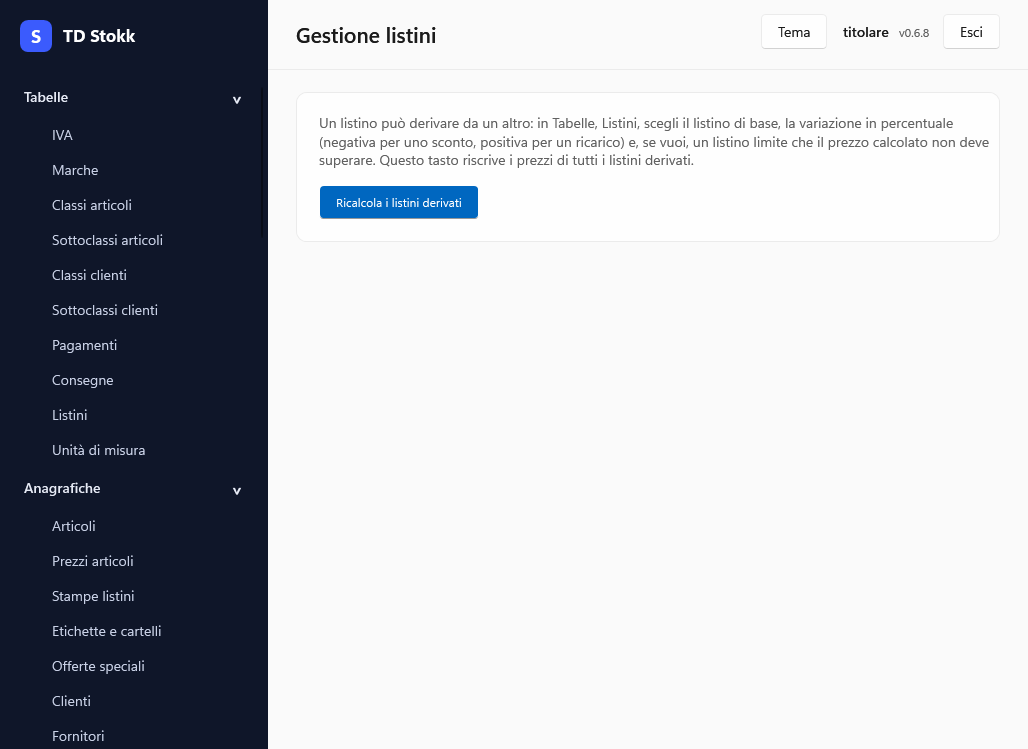 S TD Stokk
Gestione listini
Tema titolare v0.6.8 Esci
Tabelle
IVA
Marche
Classi articoli
Sottoclassi articoli
Classi clienti
Sottoclassi clienti
Pagamenti
Consegne
Listini
Unità di misura
Anagrafiche
Articoli
Prezzi articoli
Stampe listini
Etichette e cartelli
Offerte speciali
Clienti
Fornitori
Un listino può derivare da un altro: in Tabelle, Listini, scegli il listino di base, la variazione in percentuale
(negativa per uno sconto, positiva per un ricarico) e, se vuoi, un listino limite che il prezzo calcolato non deve
superare. Questo tasto riscrive i prezzi di tutti i listini derivati.
Ricalcola i listini derivati